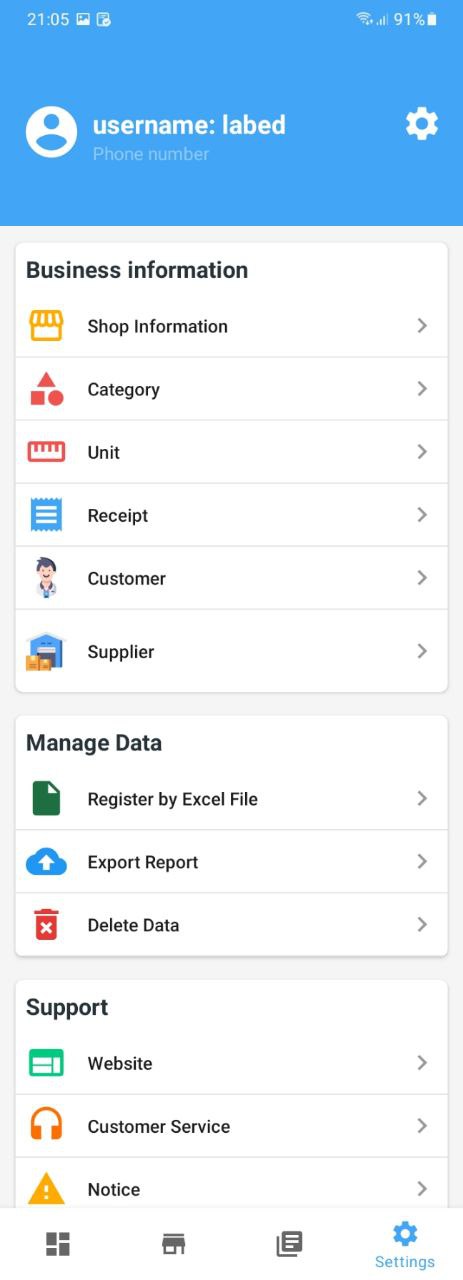 21:05 91%
username: labed
Phone number
Business information
Shop Information
Category
Unit
Receipt
Customer
Supplier
Manage Data
Register by Excel File
Export Report
Delete Data
Support
Website
Customer Service
Notice
Settings